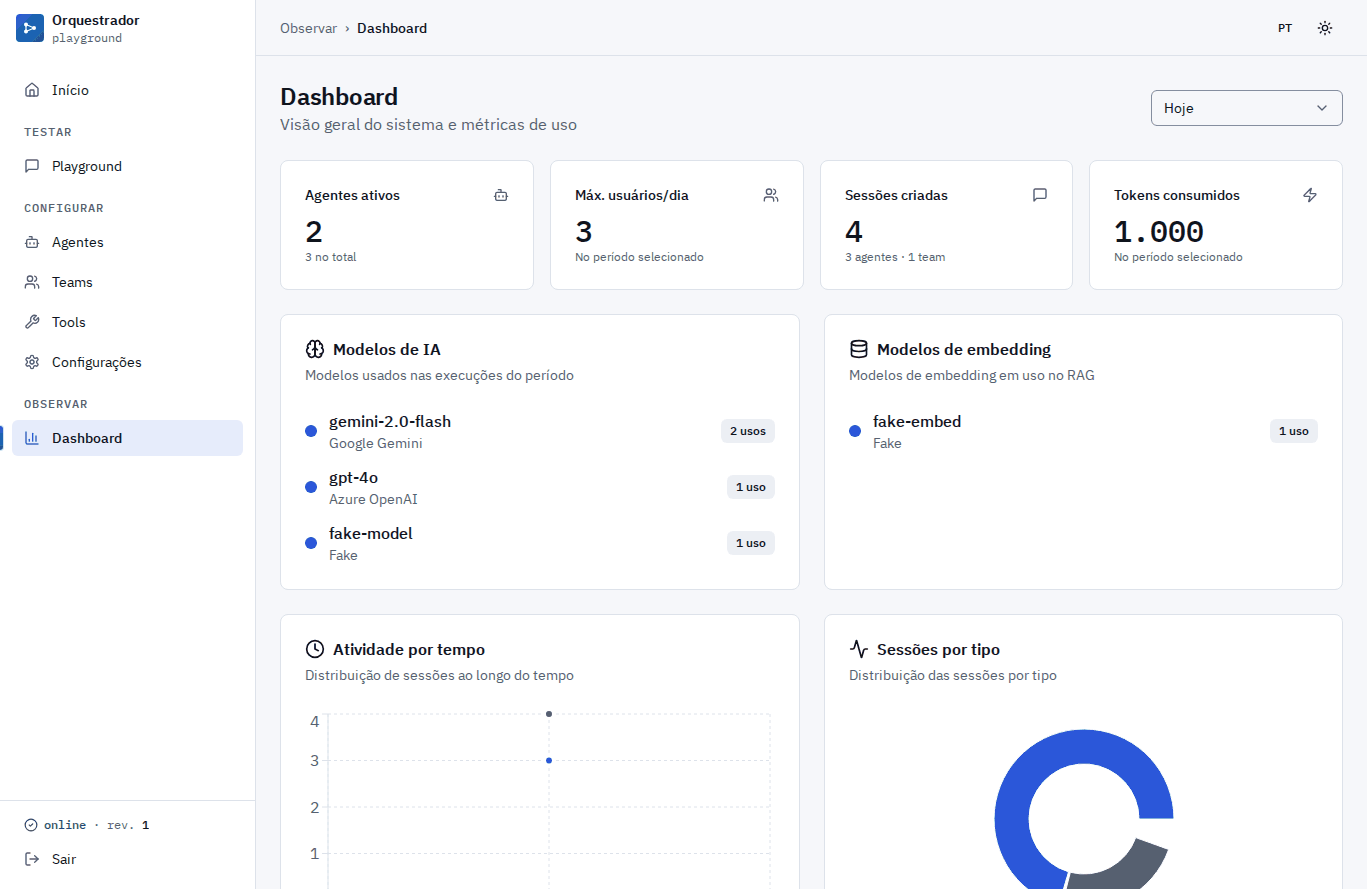 Orquestrador
playground
Início
TESTAR
Playground
CONFIGURAR
Agentes
Teams
Tools
Configurações
OBSERVAR
Dashboard
online · rev. 1
Sair
Observar › Dashboard
PT
Dashboard
Visão geral do sistema e métricas de uso
Hoje
Agentes ativos
2
3 no total
Máx. usuários/dia
3
No período selecionado
Sessões criadas
4
3 agentes · 1 team
Tokens consumidos
1.000
No período selecionado
Modelos de IA
Modelos usados nas execuções do período
gemini-2.0-flash
Google Gemini
2 usos
gpt-4o
Azure OpenAI
1 uso
fake-model
Fake
1 uso
Modelos de embedding
Modelos de embedding em uso no RAG
fake-embed
Fake
1 uso
Atividade por tempo
Distribuição de sessões ao longo do tempo
4
3
2
1
Sessões por tipo
Distribuição das sessões por tipo